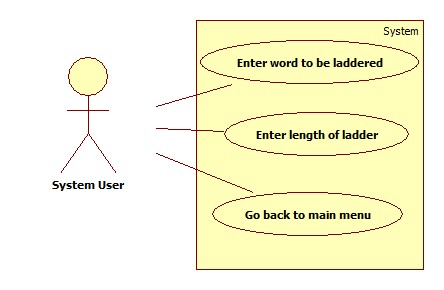 System
Enter word to be laddered
Enter length of ladder
System User
Go back to main menu